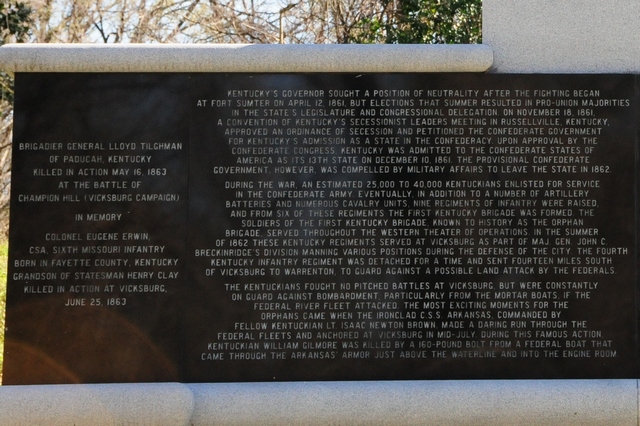 BRIGADIER GENERAL LLOYD TILGHMAN
OF PADUCAH, KENTUCKY
KILLED IN ACTION MAY 16, 1863
AT THE BATTLE OF
CHAMPION HILL (VICKSBURG CAMPAIGN)
IN MEMORY
COLONEL EUGENE ERWIN,
CSA, SIXTH MISSOURI INFANTRY
BORN IN FAYETTE COUNTY, KENTUCKY
GRANDSON OF STATESMAN HENRY CLAY
KILLED IN ACTION AT VICKSBURG,
JUNE 25, 1863
KENTUCKY'S GOVERNOR SOUGHT A POSITION OF NEUTRALITY AFTER THE FIGHTING BEGAN
AT FORT SUMTER ON APRIL 12, 1861, BUT ELECTIONS THAT SUMMER RESULTED IN PRO-UNION MAJORITIES
IN THE STATE'S LEGISLATURE AND CONGRESSIONAL DELEGATION. ON NOVEMBER 18, 1861,
A CONVENTION OF KENTUCKY'S SECESSIONIST LEADERS MEETING IN RUSSELLVILLE, KENTUCKY,
APPROVED AN ORDINANCE OF SECESSION AND PETITIONED THE CONFEDERATE GOVERNMENT
FOR KENTUCKY'S ADMISSION AS A STATE IN THE CONFEDERACY. UPON APPROVAL BY THE
CONFEDERATE CONGRESS, KENTUCKY WAS ADMITTED TO THE CONFEDERATE STATES OF
AMERICA AS ITS 13TH STATE ON DECEMBER 10, 1861. THE PROVISIONAL CONFEDERATE
GOVERNMENT, HOWEVER, WAS COMPELLED BY MILITARY AFFAIRS TO LEAVE THE STATE IN 1862.
DURING THE WAR, AN ESTIMATED 25,000 TO 40,000 KENTUCKIANS ENLISTED FOR SERVICE
IN THE CONFEDERATE ARMY. EVENTUALLY, IN ADDITION TO A NUMBER OF ARTILLERY
BATTERIES AND NUMEROUS CAVALRY UNITS, NINE REGIMENTS OF INFANTRY WERE RAISED,
AND FROM SIX OF THESE REGIMENTS THE FIRST KENTUCKY BRIGADE WAS FORMED. THE
SOLDIERS OF THE FIRST KENTUCKY BRIGADE, KNOWN TO HISTORY AS THE ORPHAN
BRIGADE, SERVED THROUGHOUT THE WESTERN THEATER OF OPERATIONS. IN THE SUMMER
OF 1862 THESE KENTUCKY REGIMENTS SERVED AT VICKSBURG AS PART OF MAJ. GEN. JOHN C.
BRECKINRIDGE'S DIVISION MANNING VARIOUS POSITIONS DURING THE DEFENSE OF THE CITY. THE FOURTH
KENTUCKY INFANTRY REGIMENT WAS DETACHED FOR A TIME AND SENT FOURTEEN MILES SOUTH
OF VICKSBURG TO WARRENTON, TO GUARD AGAINST A POSSIBLE LAND ATTACK BY THE FEDERALS.
THE KENTUCKIANS FOUGHT NO PITCHED BATTLES AT VICKSBURG, BUT WERE CONSTANTLY
ON GUARD AGAINST BOMBARDMENT, PARTICULARLY FROM THE MORTAR BOATS, IF THE
FEDERAL RIVER FLEET ATTACKED. THE MOST EXCITING MOMENTS FOR THE
ORPHANS CAME WHEN THE IRONCLAD C.S.S. ARKANSAS, COMMANDED BY
FELLOW KENTUCKIAN LT. ISAAC NEWTON BROWN, MADE A DARING RUN THROUGH THE
FEDERAL FLEETS AND ANCHORED AT VICKSBURG IN MID-JULY. DURING THIS FAMOUS ACTION,
KENTUCKIAN WILLIAM GILMORE WAS KILLED BY A 160-POUND BOLT FROM A FEDERAL BOAT THAT
CAME THROUGH THE ARKANSAS' ARMOR JUST ABOVE THE WATERLINE AND INTO THE ENGINE ROOM.